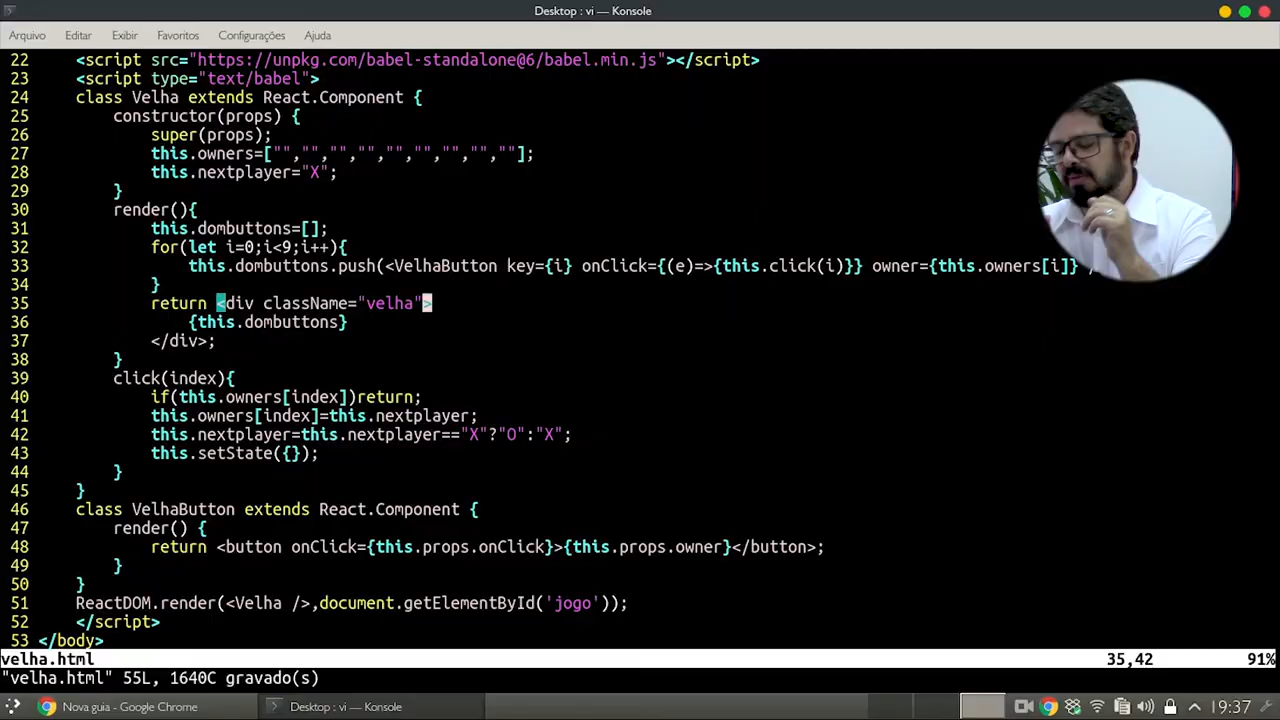 Desktop : vi — Konsole
Arquivo Editar Exibir Favoritos Configurações Ajuda
22     <script src="https://unpkg.com/babel-standalone@6/babel.min.js"></script>
23     <script type="text/babel">
24     class Velha extends React.Component {
25         constructor(props) {
26             super(props);
27             this.owners=["","","","","","","","",""];
28             this.nextplayer="X";
29         }
30         render(){
31             this.dombuttons=[];
32             for(let i=0;i<9;i++){
33                 this.dombuttons.push(<VelhaButton key={i} onClick={(e)=>{this.click(i)}} owner={this.owners[i]} /
34             }
35             return <div className="velha">
36                 {this.dombuttons}
37             </div>;
38         }
39         click(index){
40             if(this.owners[index])return;
41             this.owners[index]=this.nextplayer;
42             this.nextplayer=this.nextplayer=="X"?"O":"X";
43             this.setState({});
44         }
45     }
46     class VelhaButton extends React.Component {
47         render() {
48             return <button onClick={this.props.onClick}>{this.props.owner}</button>;
49         }
50     }
51     ReactDOM.render(<Velha />,document.getElementById('jogo'));
52     </script>
53 </body>
velha.html 35,42 91%
"velha.html" 55L, 1640C gravado(s)
Nova guia - Google Chrome Desktop : vi — Konsole 19:37